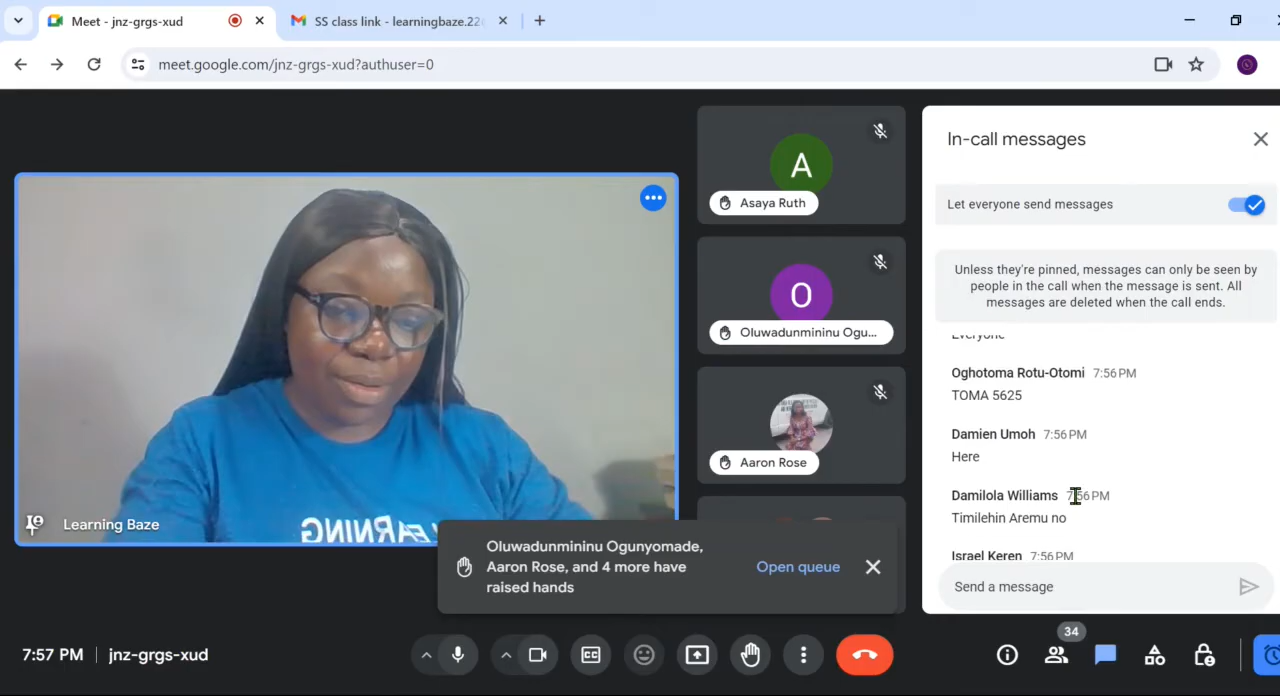 Meet - jnz-grgs-xud
SS class link - learningbaze.22
meet.google.com/jnz-grgs-xud?authuser=0
In-call messages
Let everyone send messages
Unless they're pinned, messages can only be seen by
people in the call when the message is sent. All
messages are deleted when the call ends.
Everyone
Oghotoma Rotu-Otomi 7:56 PM
TOMA 5625
Damien Umoh 7:56 PM
Here
Damilola Williams 7:56 PM
Timilehin Aremu no
Israel Keren 7:56 PM
Send a message
A
Asaya Ruth
O
Oluwadunmininu Ogu...
Aaron Rose
Learning Baze
LEARNING
Oluwadunmininu Ogunyomade,
Aaron Rose, and 4 more have
raised hands
Open queue
7:57 PM jnz-grgs-xud
CC
34